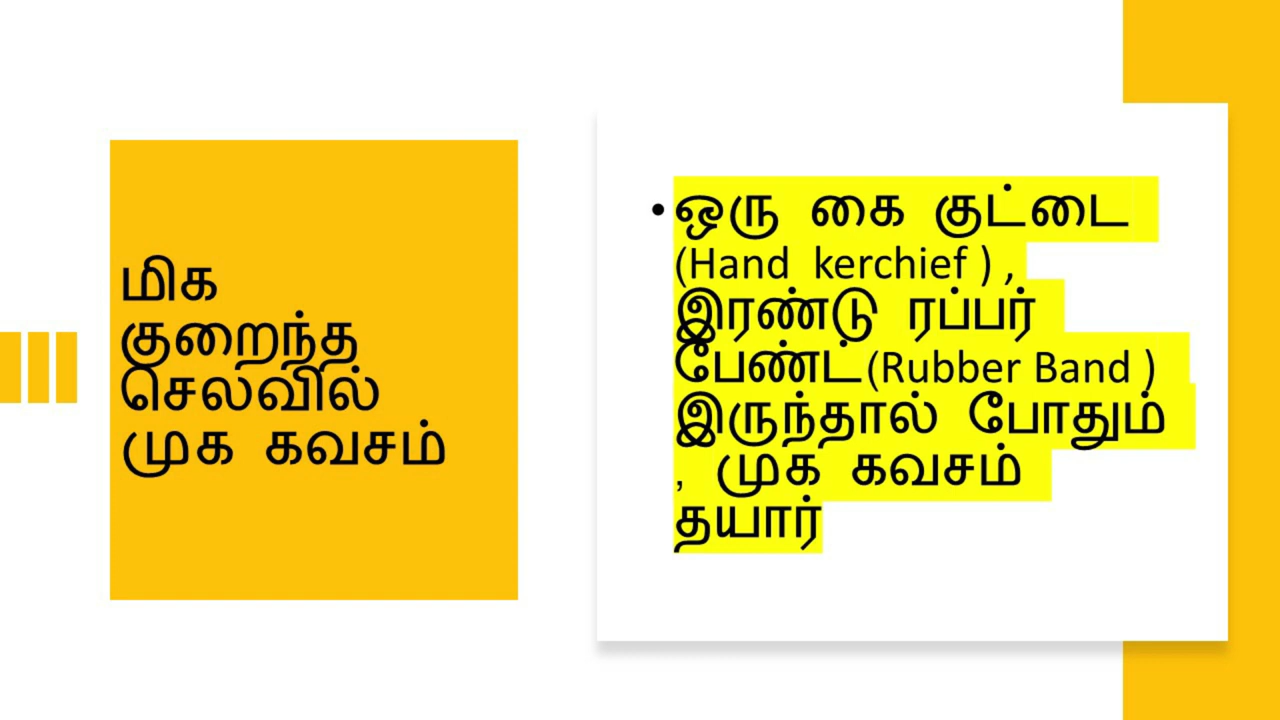 மிக
குறைந்த
செலவில்
முக கவசம்
• ஒரு கை குட்டை
(Hand kerchief ) ,
இரண்டு ரப்பர்
பேண்ட்(Rubber Band )
இருந்தால் போதும்
, முக கவசம்
தயார்